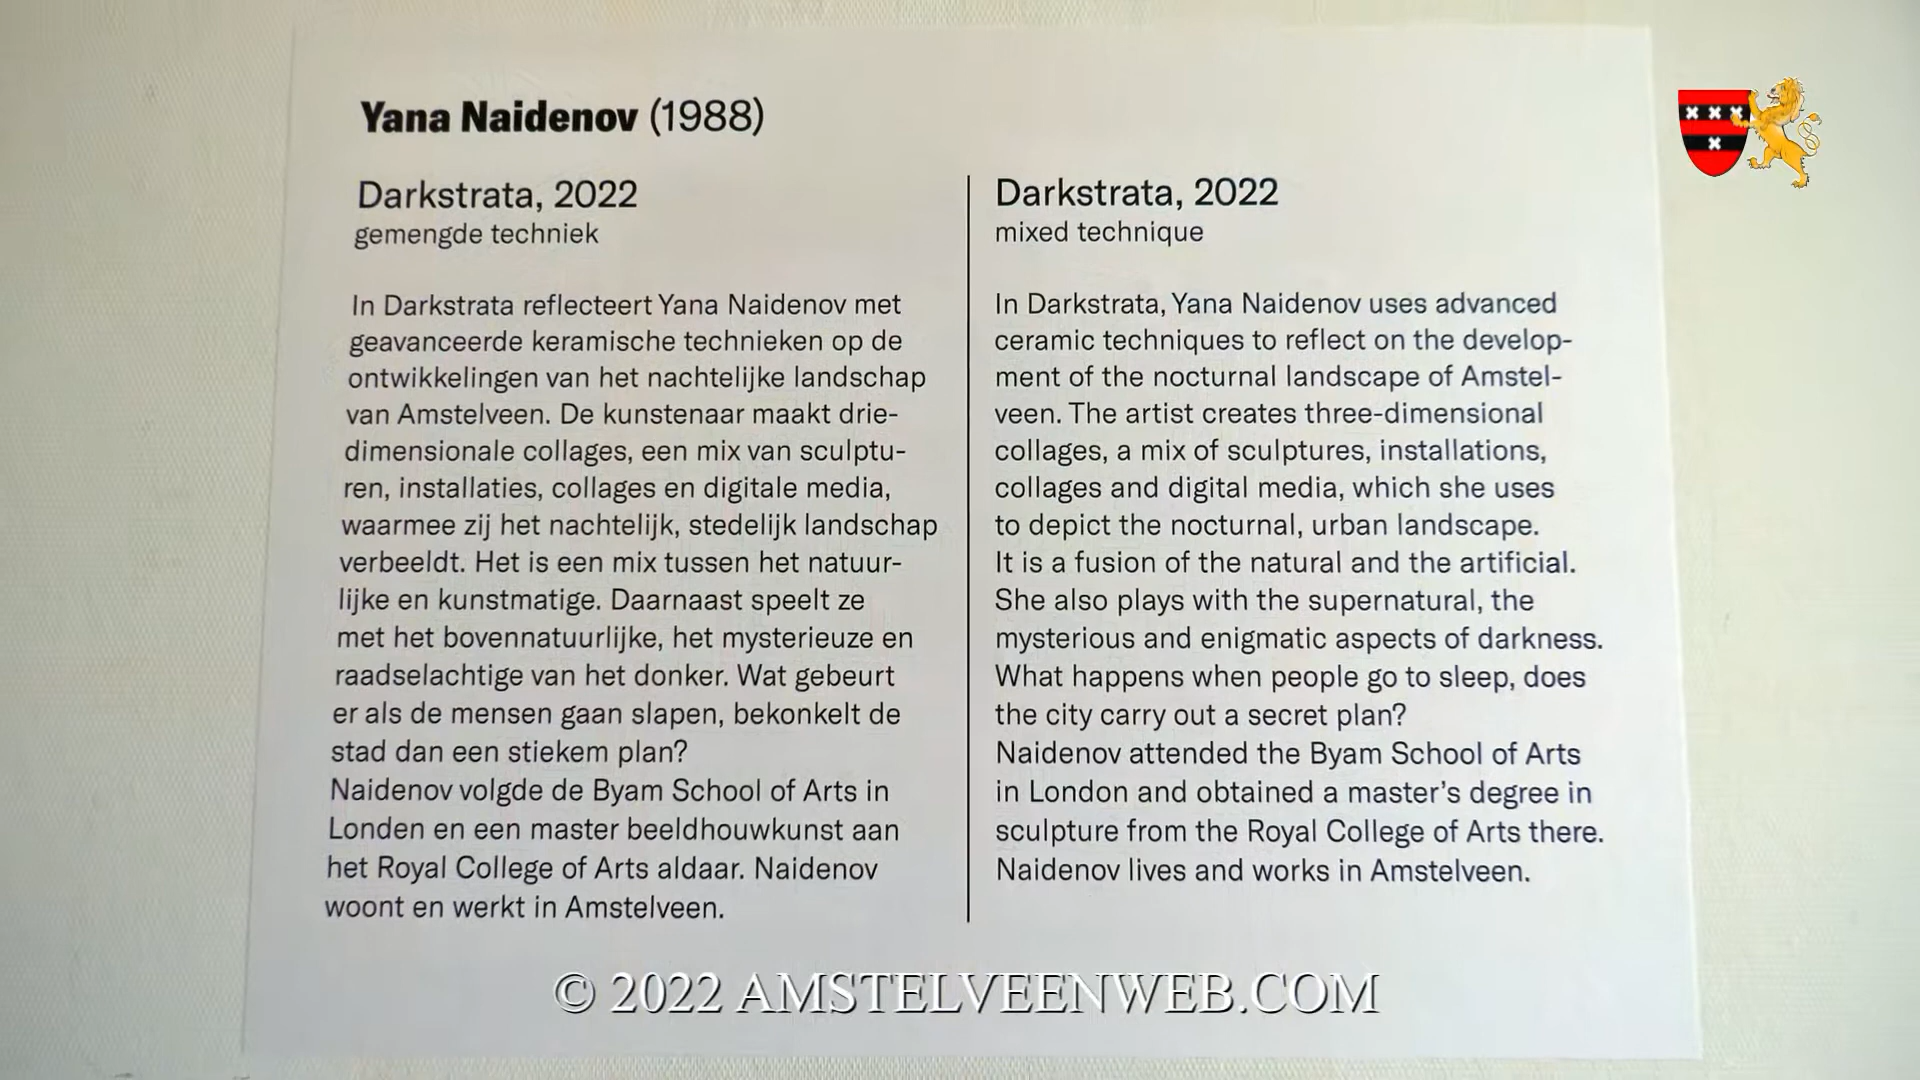 Yana Naidenov (1988)
Darkstrata, 2022
gemengde techniek
In Darkstrata reflecteert Yana Naidenov met
geavanceerde keramische technieken op de
ontwikkelingen van het nachtelijke landschap
van Amstelveen. De kunstenaar maakt drie-
dimensionale collages, een mix van sculptu-
ren, installaties, collages en digitale media,
waarmee zij het nachtelijk, stedelijk landschap
verbeeldt. Het is een mix tussen het natuur-
lijke en kunstmatige. Daarnaast speelt ze
met het bovennatuurlijke, het mysterieuze en
raadselachtige van het donker. Wat gebeurt
er als de mensen gaan slapen, bekonkelt de
stad dan een stiekem plan?
Naidenov volgde de Byam School of Arts in
Londen en een master beeldhouwkunst aan
het Royal College of Arts aldaar. Naidenov
woont en werkt in Amstelveen.
Darkstrata, 2022
mixed technique
In Darkstrata, Yana Naidenov uses advanced
ceramic techniques to reflect on the develop-
ment of the nocturnal landscape of Amstel-
veen. The artist creates three-dimensional
collages, a mix of sculptures, installations,
collages and digital media, which she uses
to depict the nocturnal, urban landscape.
It is a fusion of the natural and the artificial.
She also plays with the supernatural, the
mysterious and enigmatic aspects of darkness.
What happens when people go to sleep, does
the city carry out a secret plan?
Naidenov attended the Byam School of Arts
in London and obtained a master's degree in
sculpture from the Royal College of Arts there.
Naidenov lives and works in Amstelveen.
© 2022 AMSTELVEENWEB.COM